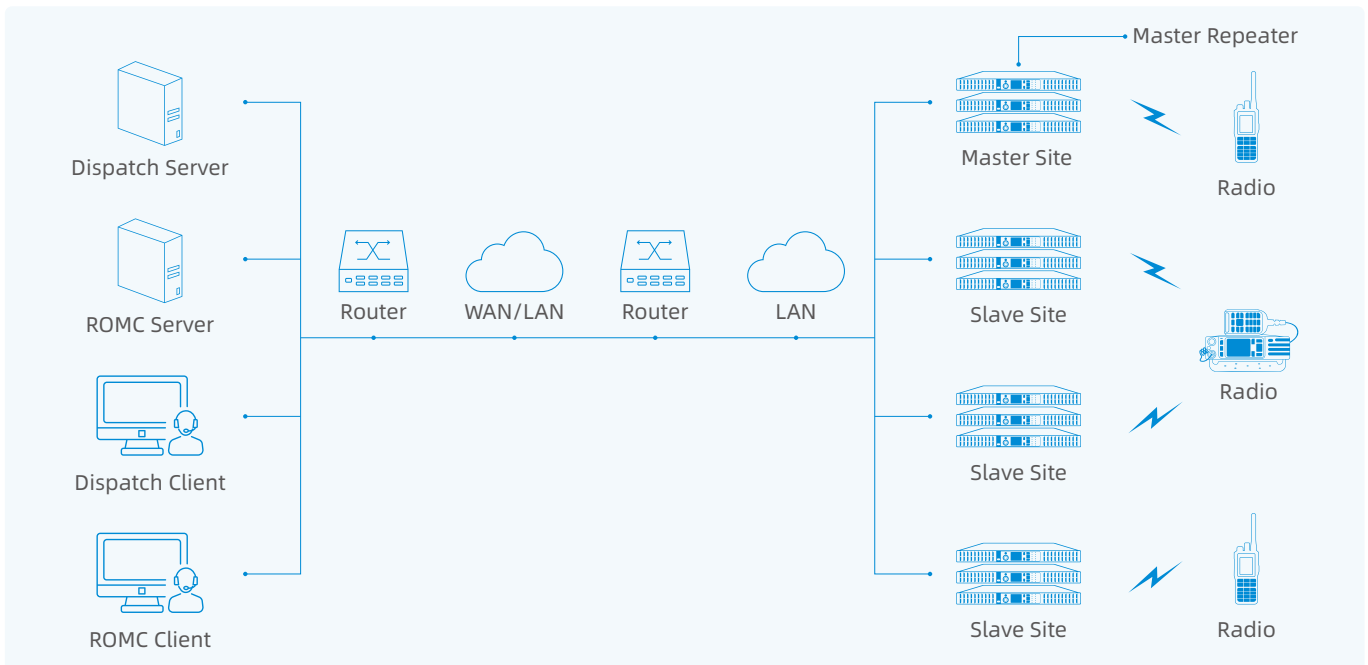 Master Repeater
Dispatch Server
Master Site
Radio
ROMC Server
Router
WAN/LAN
Router
LAN
Slave Site
Radio
Dispatch Client
Slave Site
ROMC Client
Slave Site
Radio